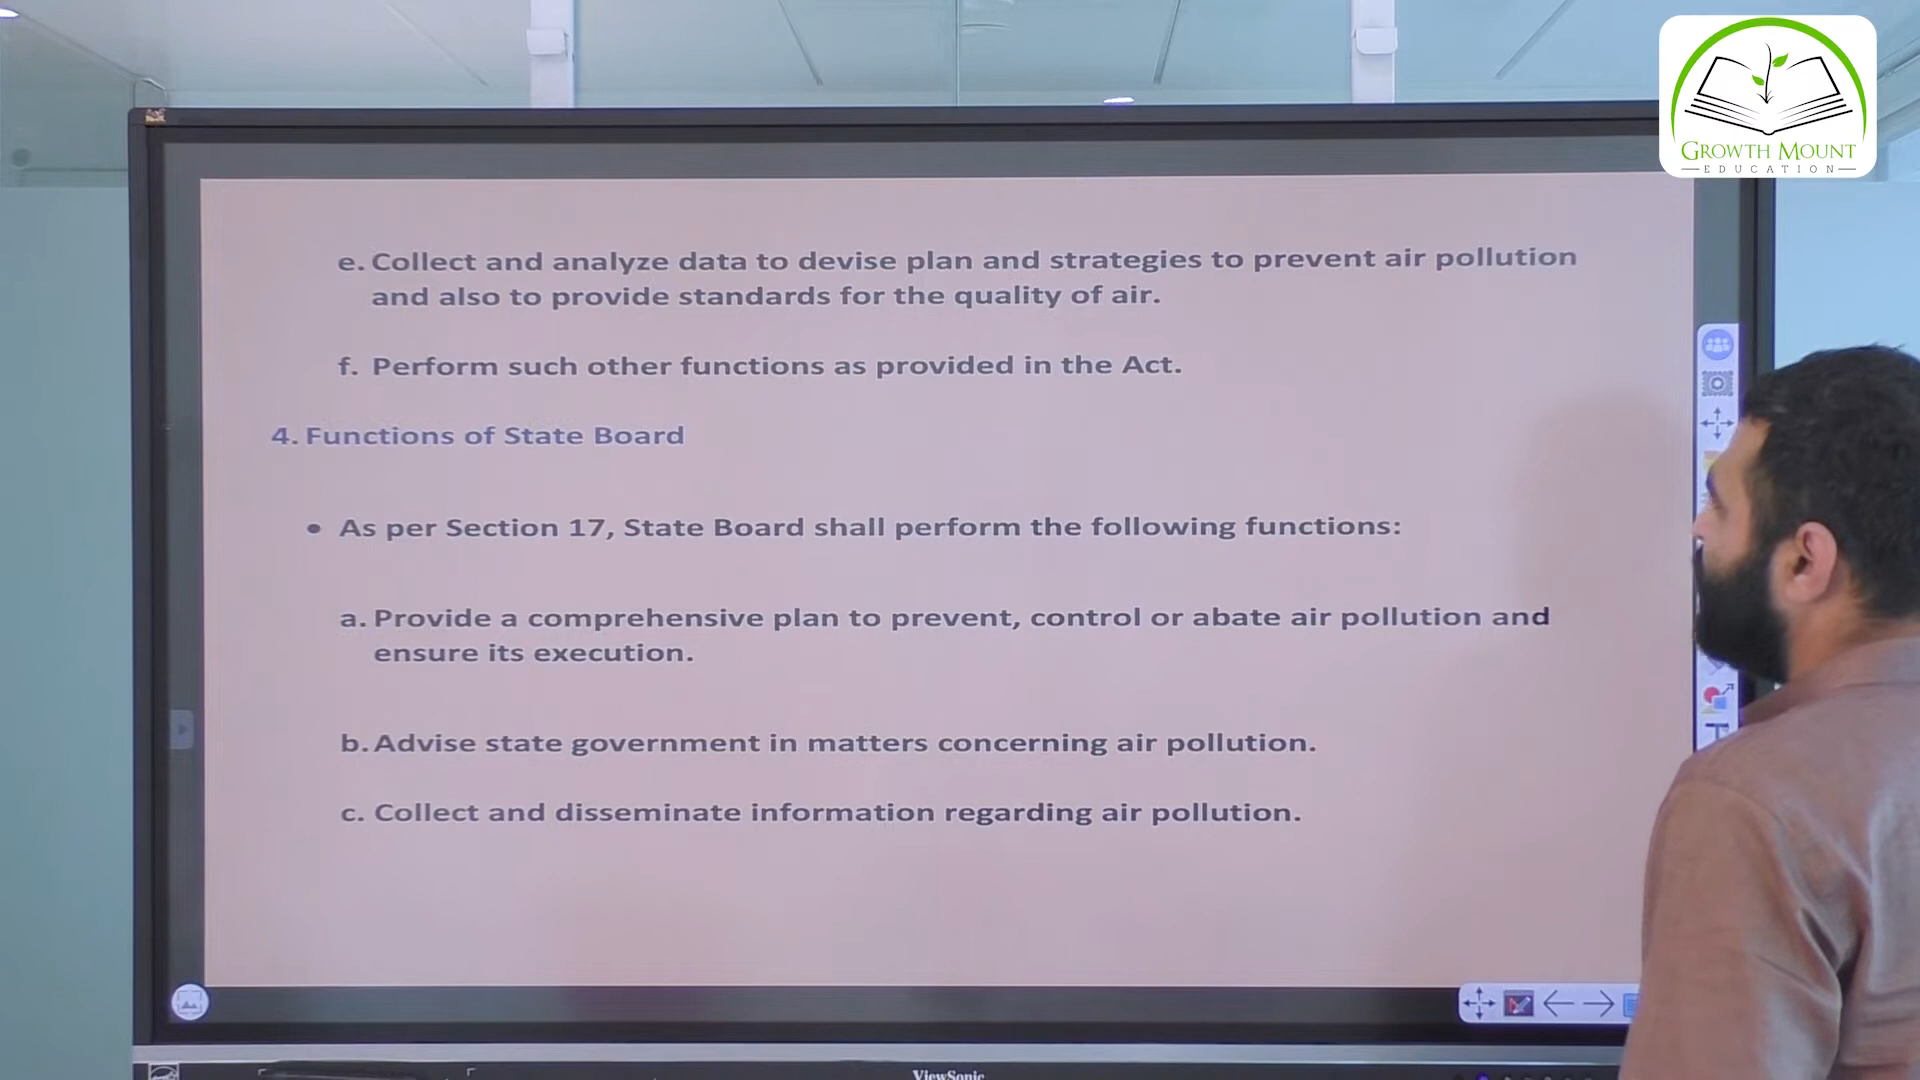 GROWTH MOUNT
EDUCATION
e. Collect and analyze data to devise plan and strategies to prevent air pollution
and also to provide standards for the quality of air.
f. Perform such other functions as provided in the Act.
4. Functions of State Board
• As per Section 17, State Board shall perform the following functions:
a. Provide a comprehensive plan to prevent, control or abate air pollution and
ensure its execution.
b. Advise state government in matters concerning air pollution.
c. Collect and disseminate information regarding air pollution.
ViewSonic